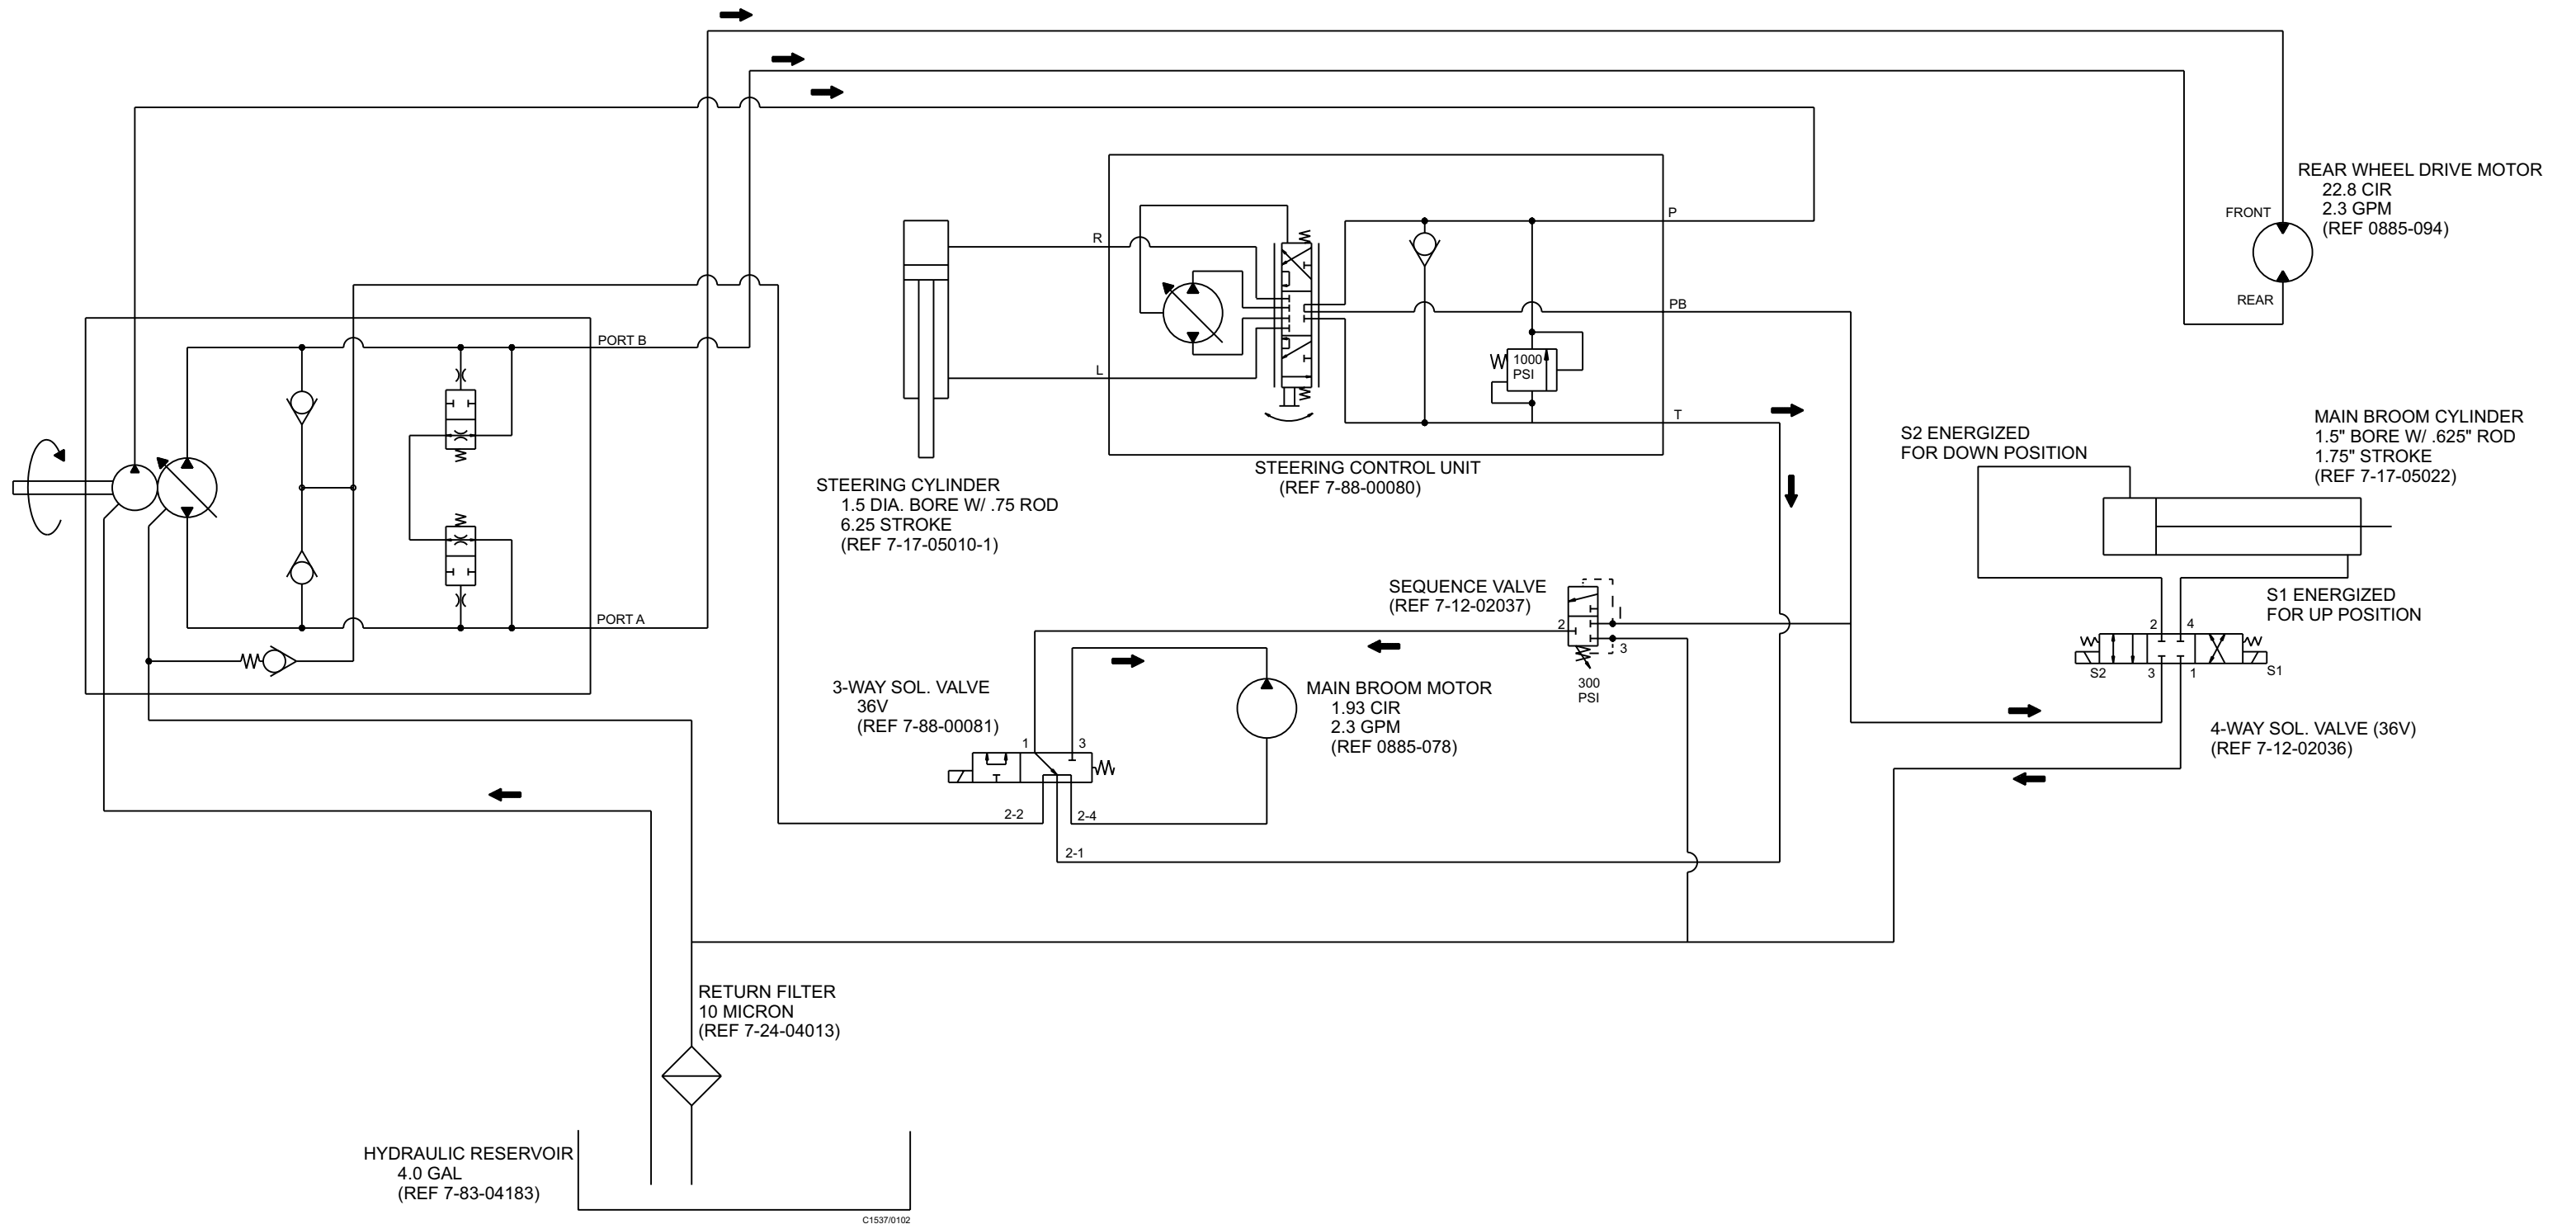 REAR WHEEL DRIVE MOTOR
22.8 CIR
2.3 GPM
(REF 0885-094)
FRONT
REAR
P
R
PB
L
1000
PSI
T
PORT B
PORT A
STEERING CONTROL UNIT
(REF 7-88-00080)
STEERING CYLINDER
1.5 DIA. BORE W/ .75 ROD
6.25 STROKE
(REF 7-17-05010-1)
S2 ENERGIZED
FOR DOWN POSITION
MAIN BROOM CYLINDER
1.5" BORE W/ .625" ROD
1.75" STROKE
(REF 7-17-05022)
S1 ENERGIZED
FOR UP POSITION
2
4
S2
3
1
S1
4-WAY SOL. VALVE (36V)
(REF 7-12-02036)
SEQUENCE VALVE
(REF 7-12-02037)
1
2
3
300
PSI
3-WAY SOL. VALVE
36V
(REF 7-88-00081)
1
3
2-2
2-4
2-1
MAIN BROOM MOTOR
1.93 CIR
2.3 GPM
(REF 0885-078)
RETURN FILTER
10 MICRON
(REF 7-24-04013)
HYDRAULIC RESERVOIR
4.0 GAL
(REF 7-83-04183)
C1537/0102